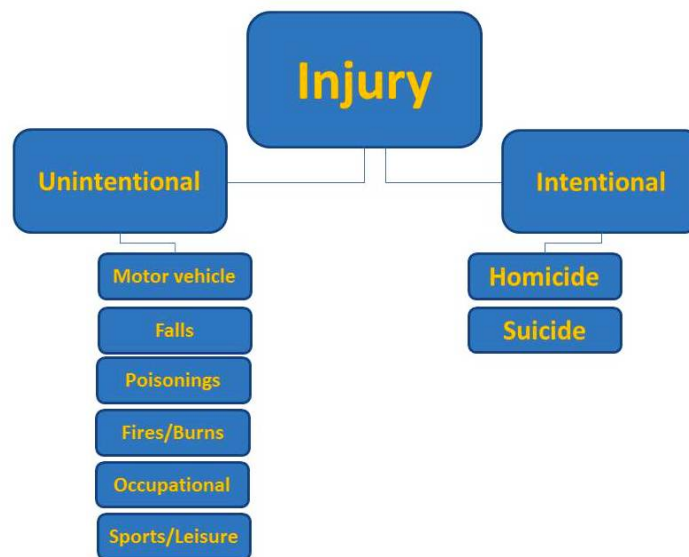 Injury
Unintentional
Intentional
Motor vehicle
Falls
Poisonings
Fires/Burns
Occupational
Sports/Leisure
Homicide
Suicide